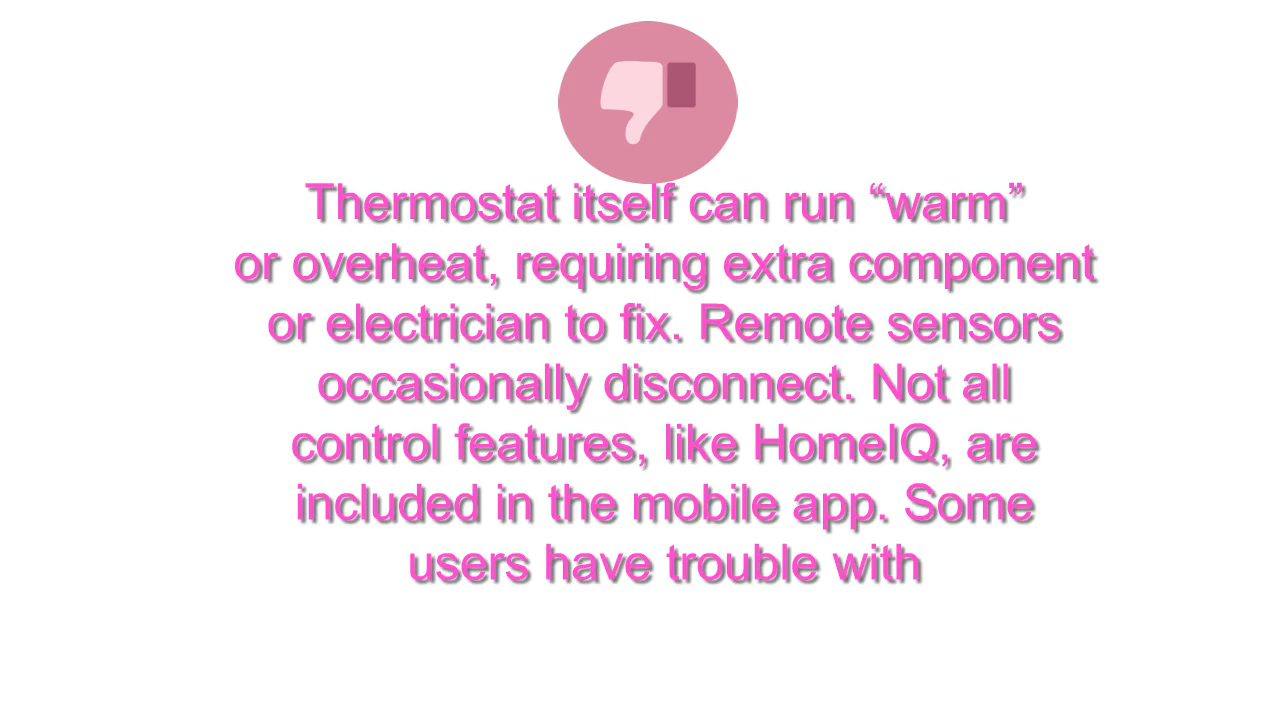 Thermostat itself can run “warm”
or overheat, requiring extra component
or electrician to fix. Remote sensors
occasionally disconnect. Not all
control features, like HomeIQ, are
included in the mobile app. Some
users have trouble with